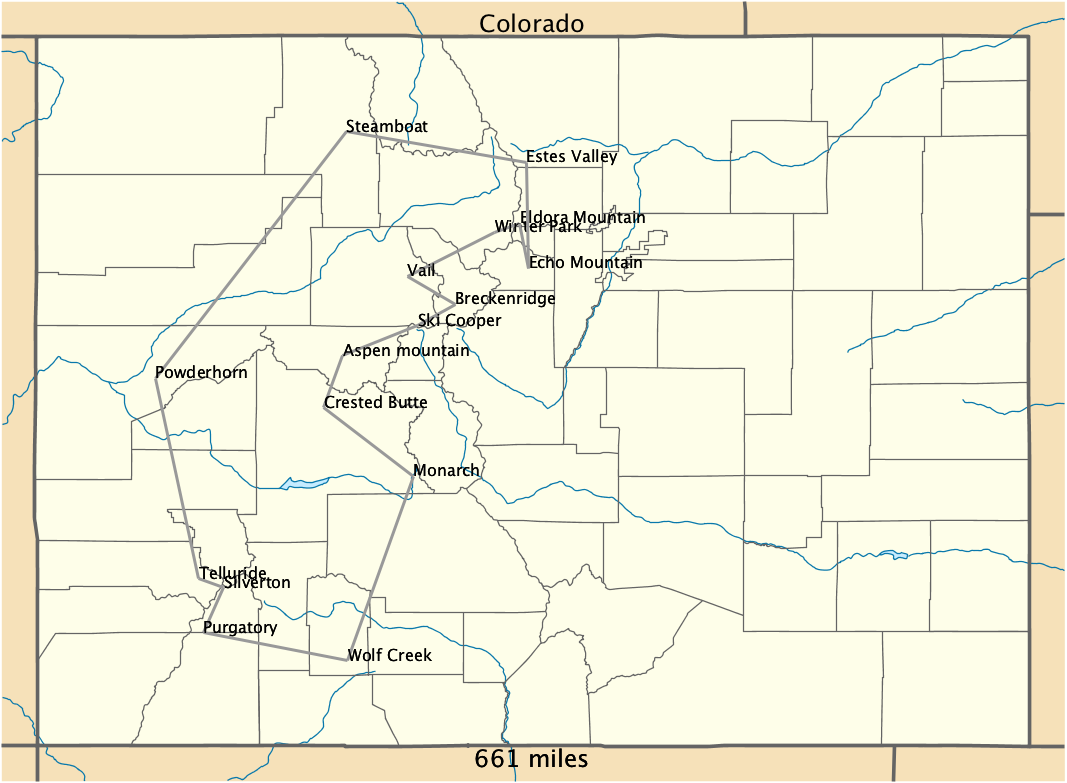 Colorado
Steamboat
Estes Valley
Eldora Mountain
Winter Park
Echo Mountain
Vail
Breckenridge
Ski Cooper
Aspen mountain
Powderhorn
Crested Butte
Monarch
Telluride
Silverton
Purgatory
Wolf Creek
661 miles